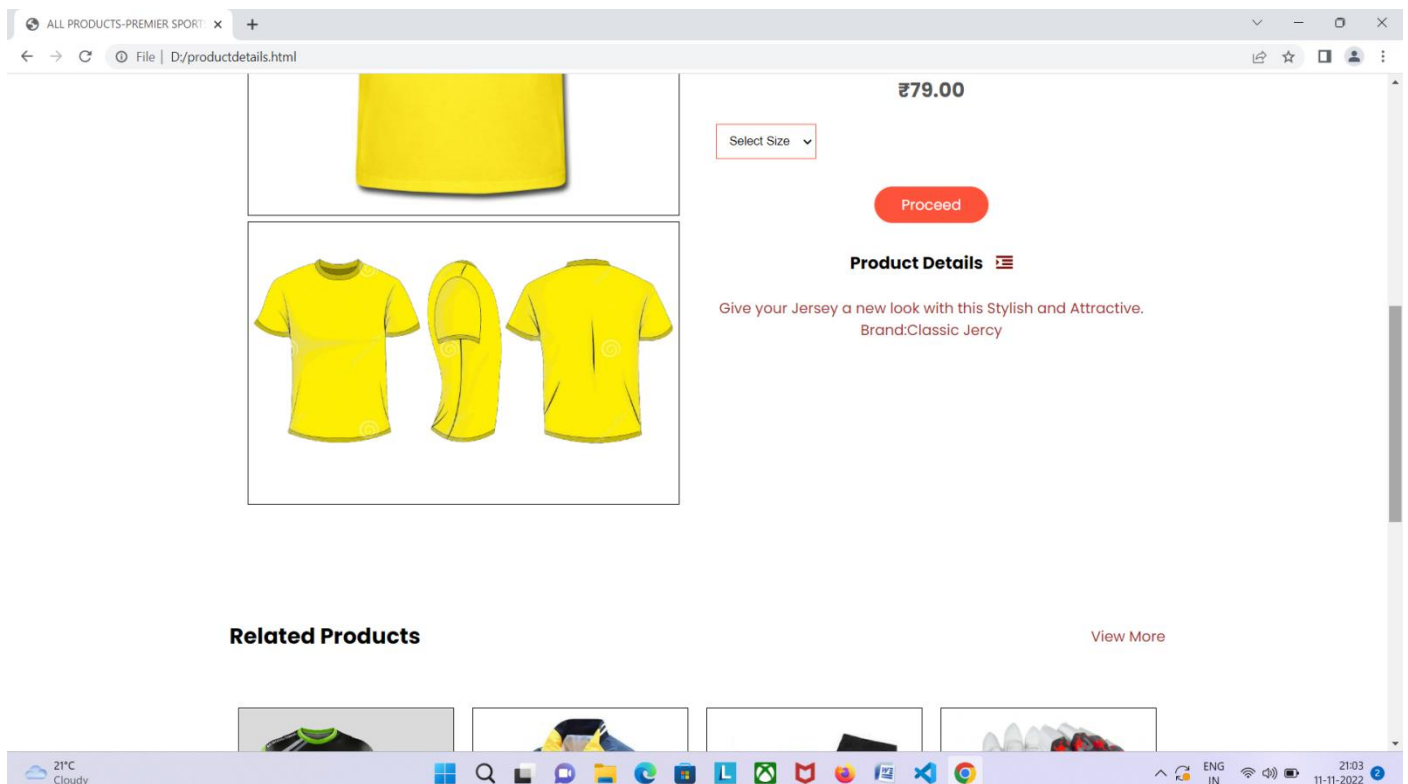 ALL PRODUCTS-PREMIER SPORT
File | D:/productdetails.html
₹79.00
Select Size
Proceed
Product Details
Give your Jersey a new look with this Stylish and Attractive.
Brand:Classic Jercy
Related Products
View More
21°C
Cloudy
ENG
IN
21:03
11-11-2022
2